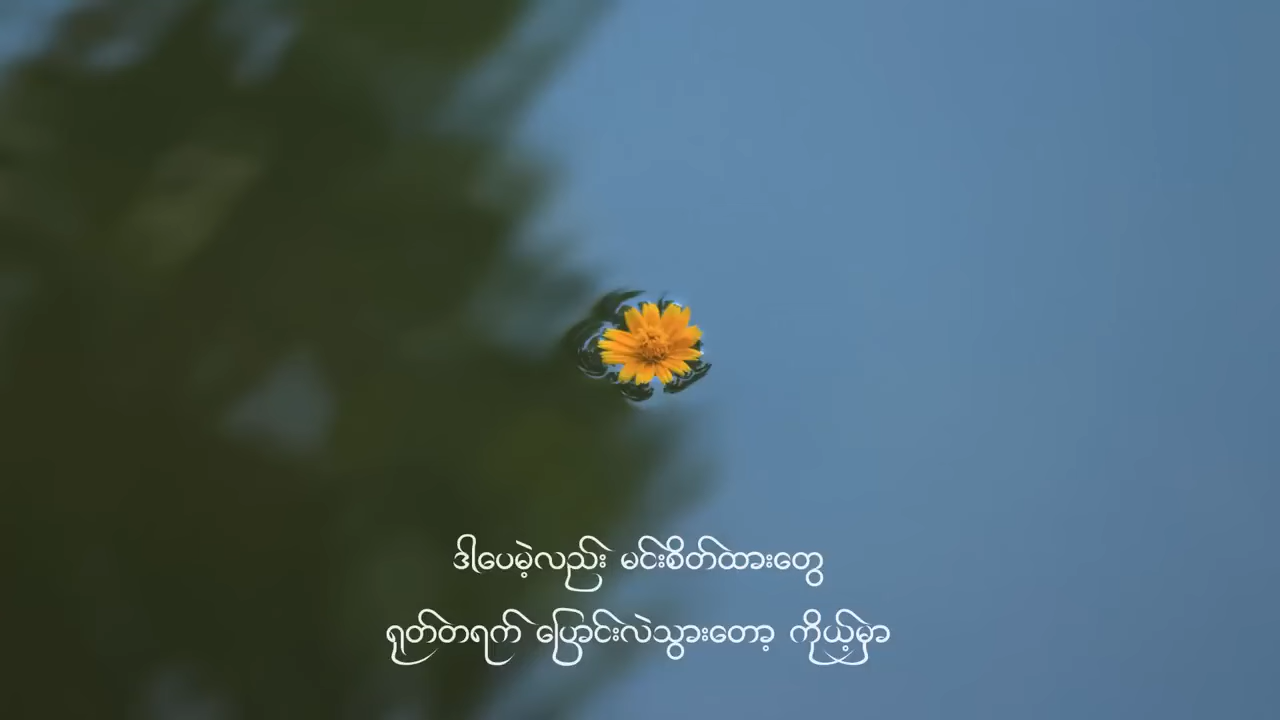 ဒါပေမဲ့လည်း မင်းစိတ်ထားတွေ
ရုတ်တရက် ပြောင်းလဲသွားတော့ ကိုယ့်မှာ